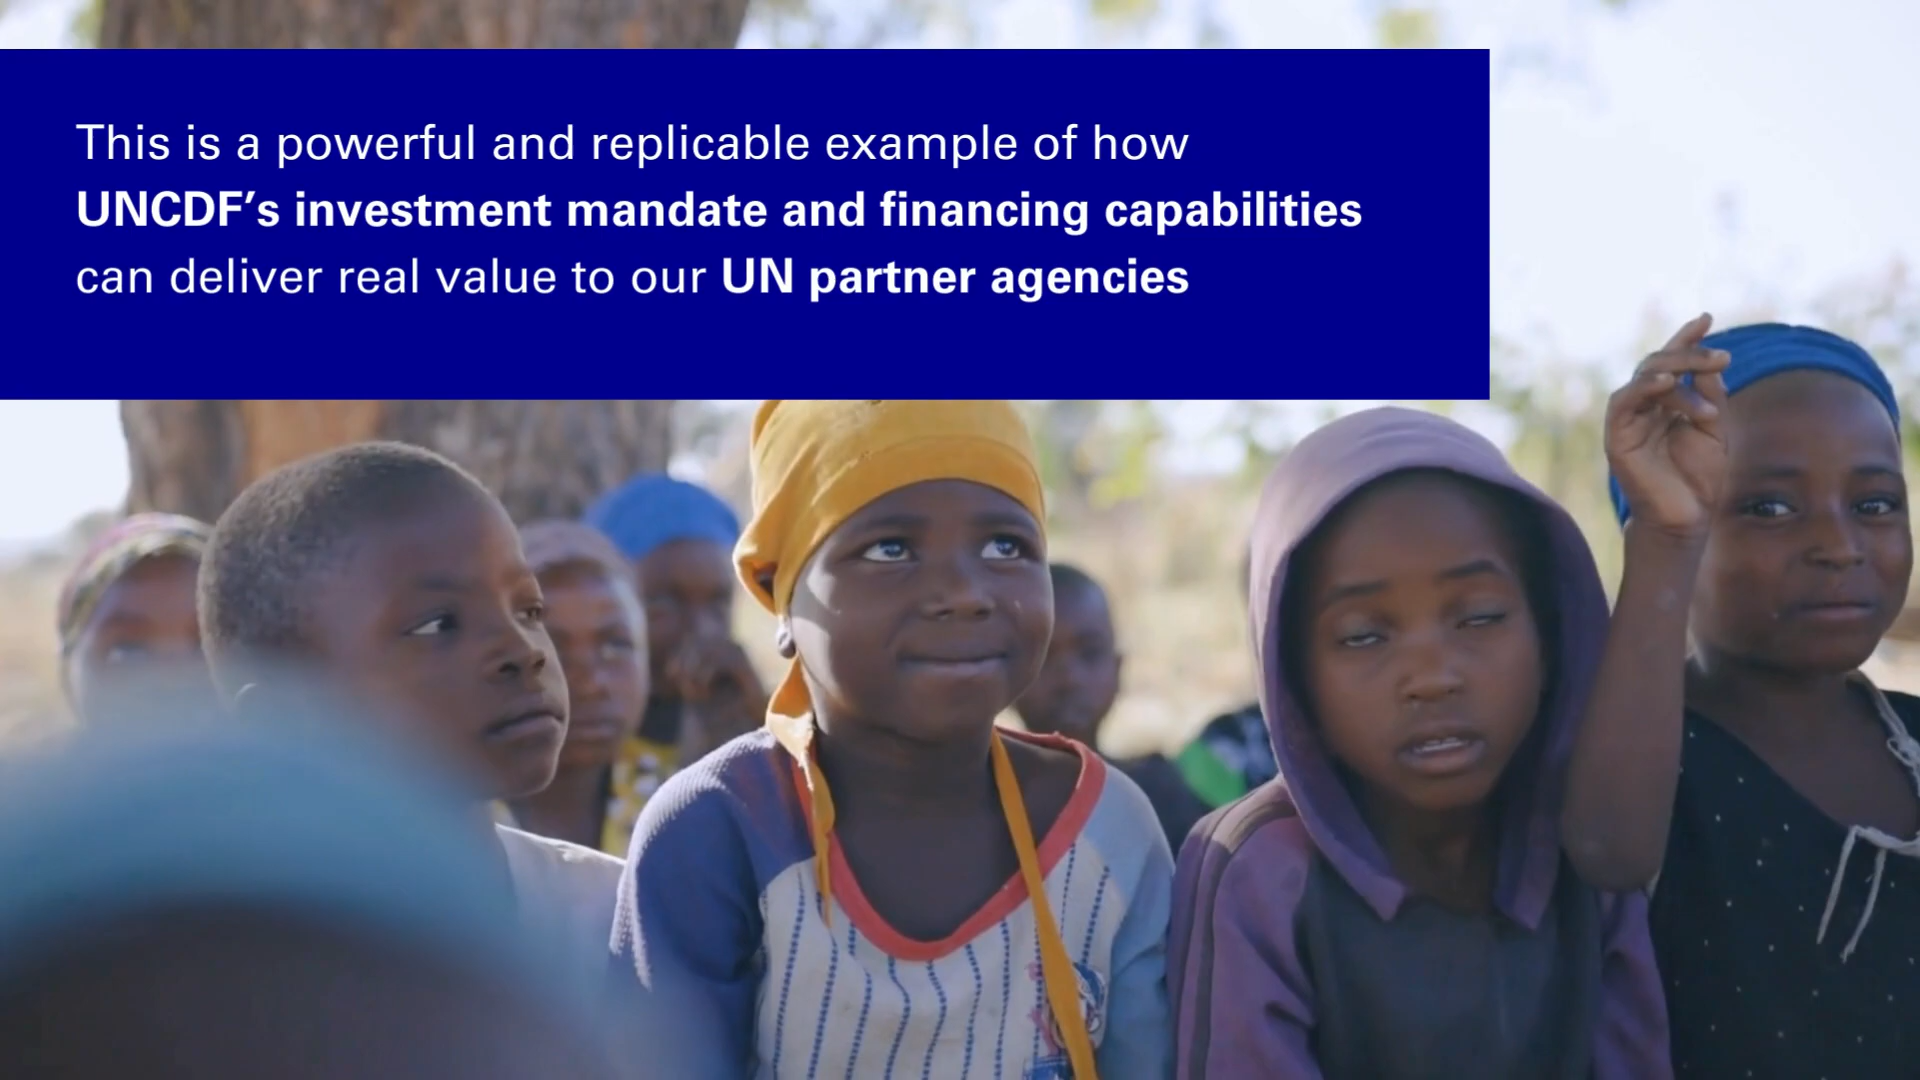 This is a powerful and replicable example of how
UNCDF’s investment mandate and financing capabilities
can deliver real value to our UN partner agencies